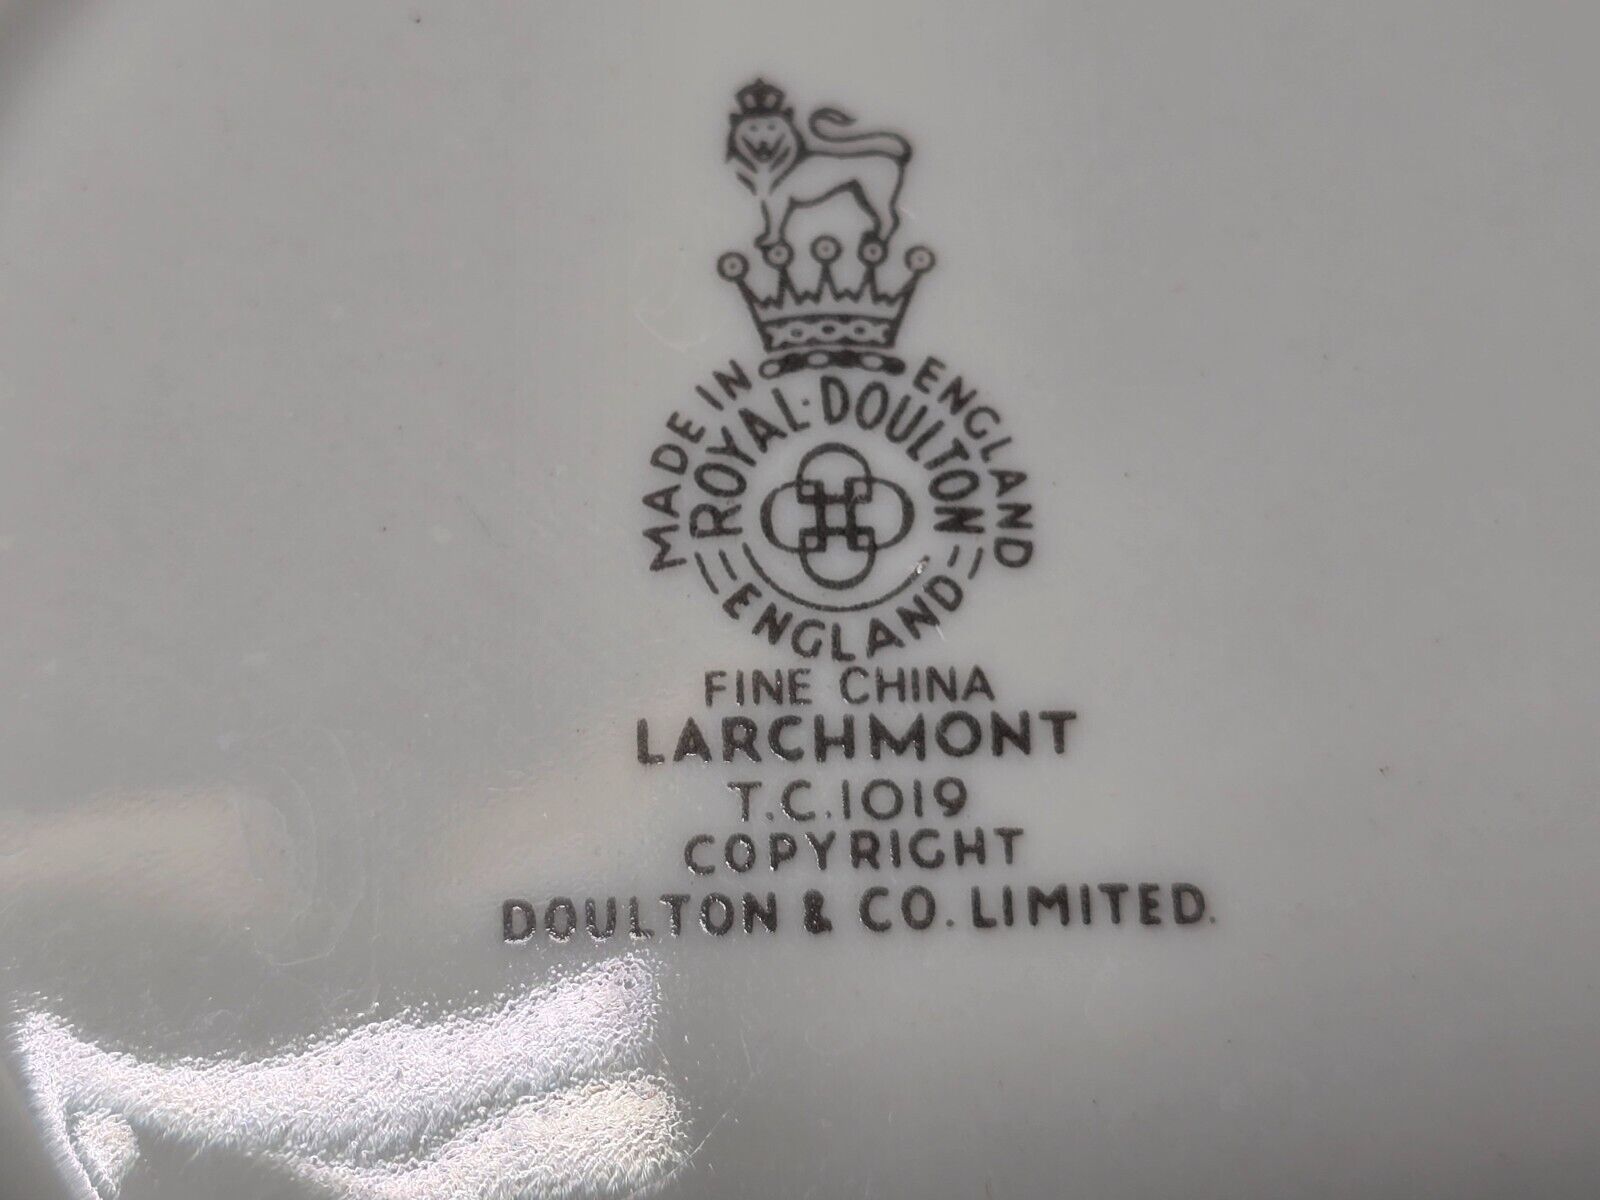 MADE IN ENGLAND
ROYAL·DOULTON
ENGLAND
FINE CHINA
LARCHMONT
T.C.1019
COPYRIGHT
DOULTON & CO. LIMITED.